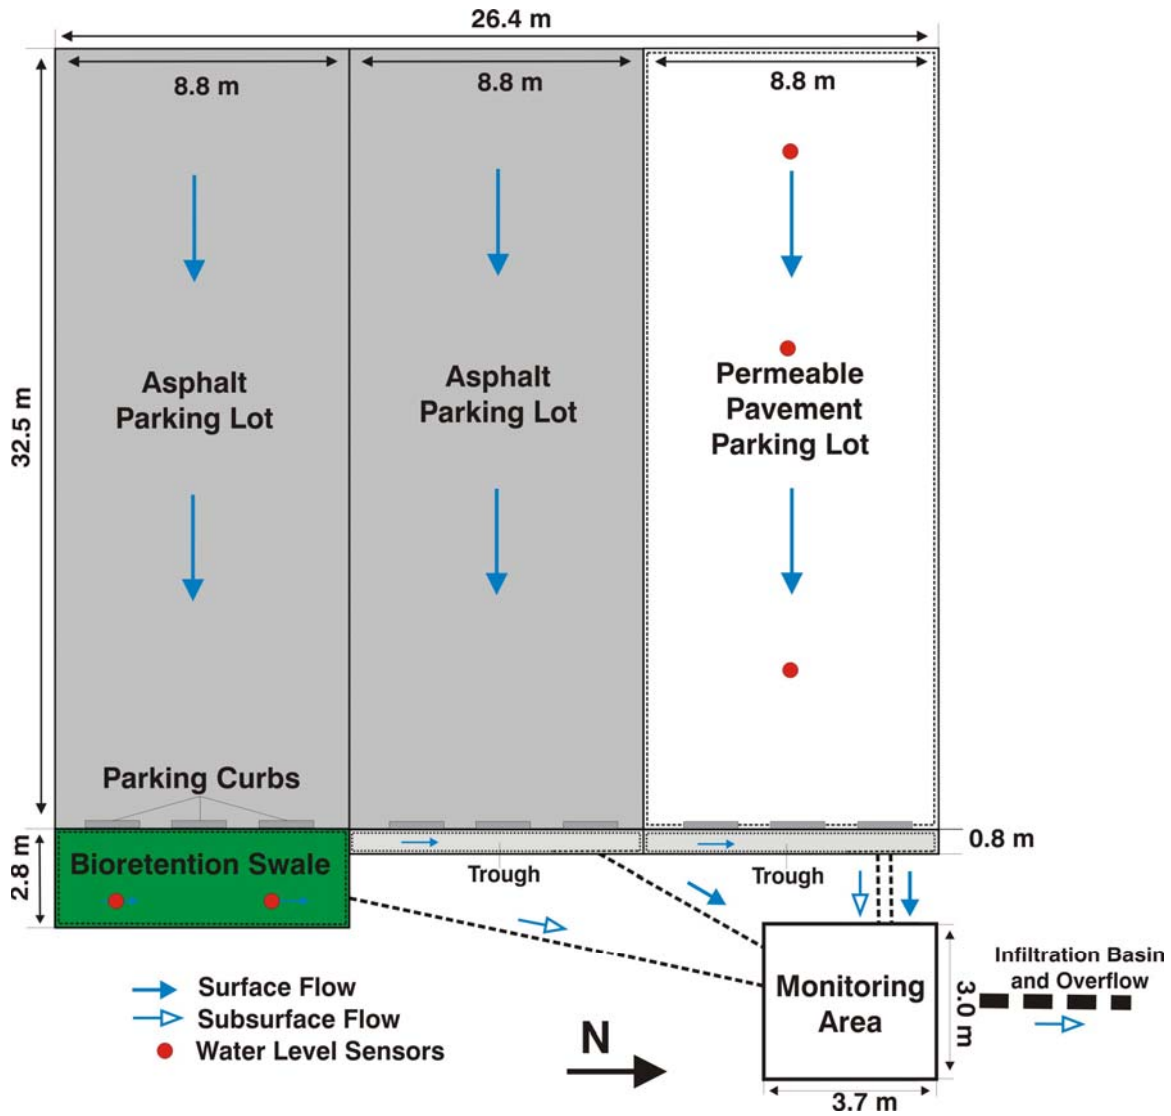 26.4 m
8.8 m
8.8 m
8.8 m
32.5 m
Asphalt
Parking Lot
Asphalt
Parking Lot
Permeable
Pavement
Parking Lot
Parking Curbs
2.8 m
Bioretention Swale
Trough
Trough
0.8 m
Monitoring
Area
3.0 m
3.7 m
Infiltration Basin
and Overflow
Surface Flow
Subsurface Flow
Water Level Sensors
N